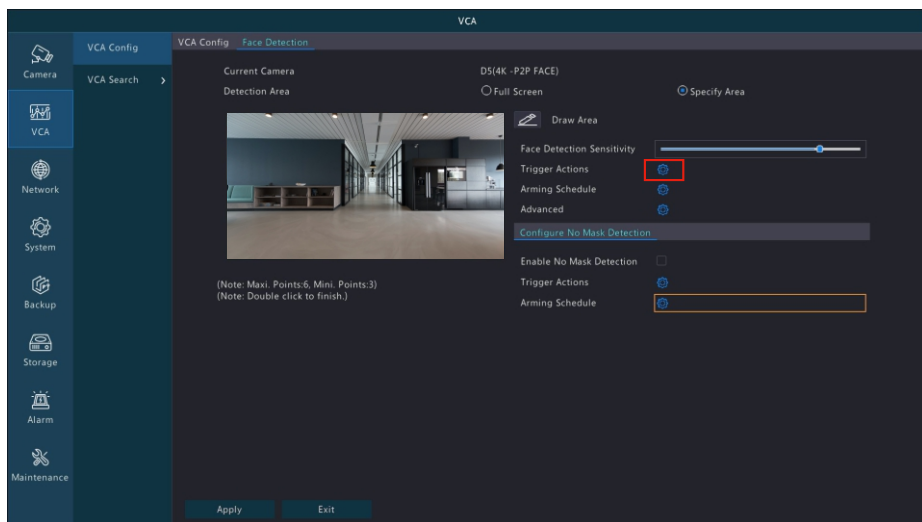 VCA
Camera
VCA
Network
System
Backup
Storage
Alarm
Maintenance
VCA Config
VCA Search >
VCA Config Face Detection
Current Camera D5(4K -P2P FACE)
Detection Area Full Screen Specify Area
Draw Area
Face Detection Sensitivity
Trigger Actions
Arming Schedule
Advanced
Configure No Mask Detection
Enable No Mask Detection
Trigger Actions
Arming Schedule
(Note: Maxi. Points:6, Mini. Points:3)
(Note: Double click to finish.)
Apply Exit